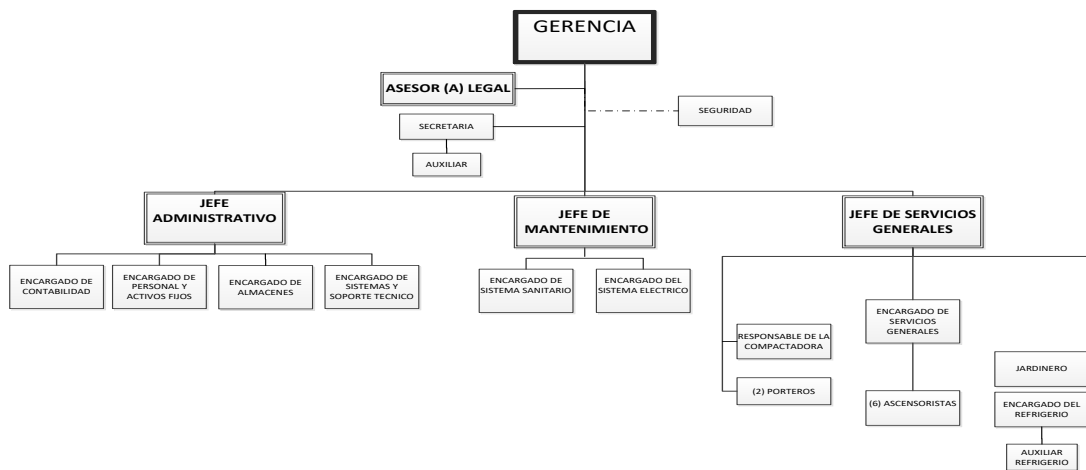 GERENCIA
ASESOR (A) LEGAL
SEGURIDAD
SECRETARIA
AUXILIAR
JEFE
ADMINISTRATIVO
JEFE DE
MANTENIMIENTO
JEFE DE SERVICIOS
GENERALES
ENCARGADO DE
CONTABILIDAD
ENCARGADO DE
PERSONAL Y
ACTIVOS FIJOS
ENCARGADO DE
ALMACENES
ENCARGADO DE
SISTEMAS Y
SOPORTE TECNICO
ENCARGADO DE
SISTEMA SANITARIO
ENCARGADO DEL
SISTEMA ELECTRICO
RESPONSABLE DE LA
COMPACTADORA
(2) PORTEROS
ENCARGADO DE
SERVICIOS
GENERALES
(6) ASCENSORISTAS
JARDINERO
ENCARGADO DEL
REFRIGERIO
AUXILIAR
REFRIGERIO